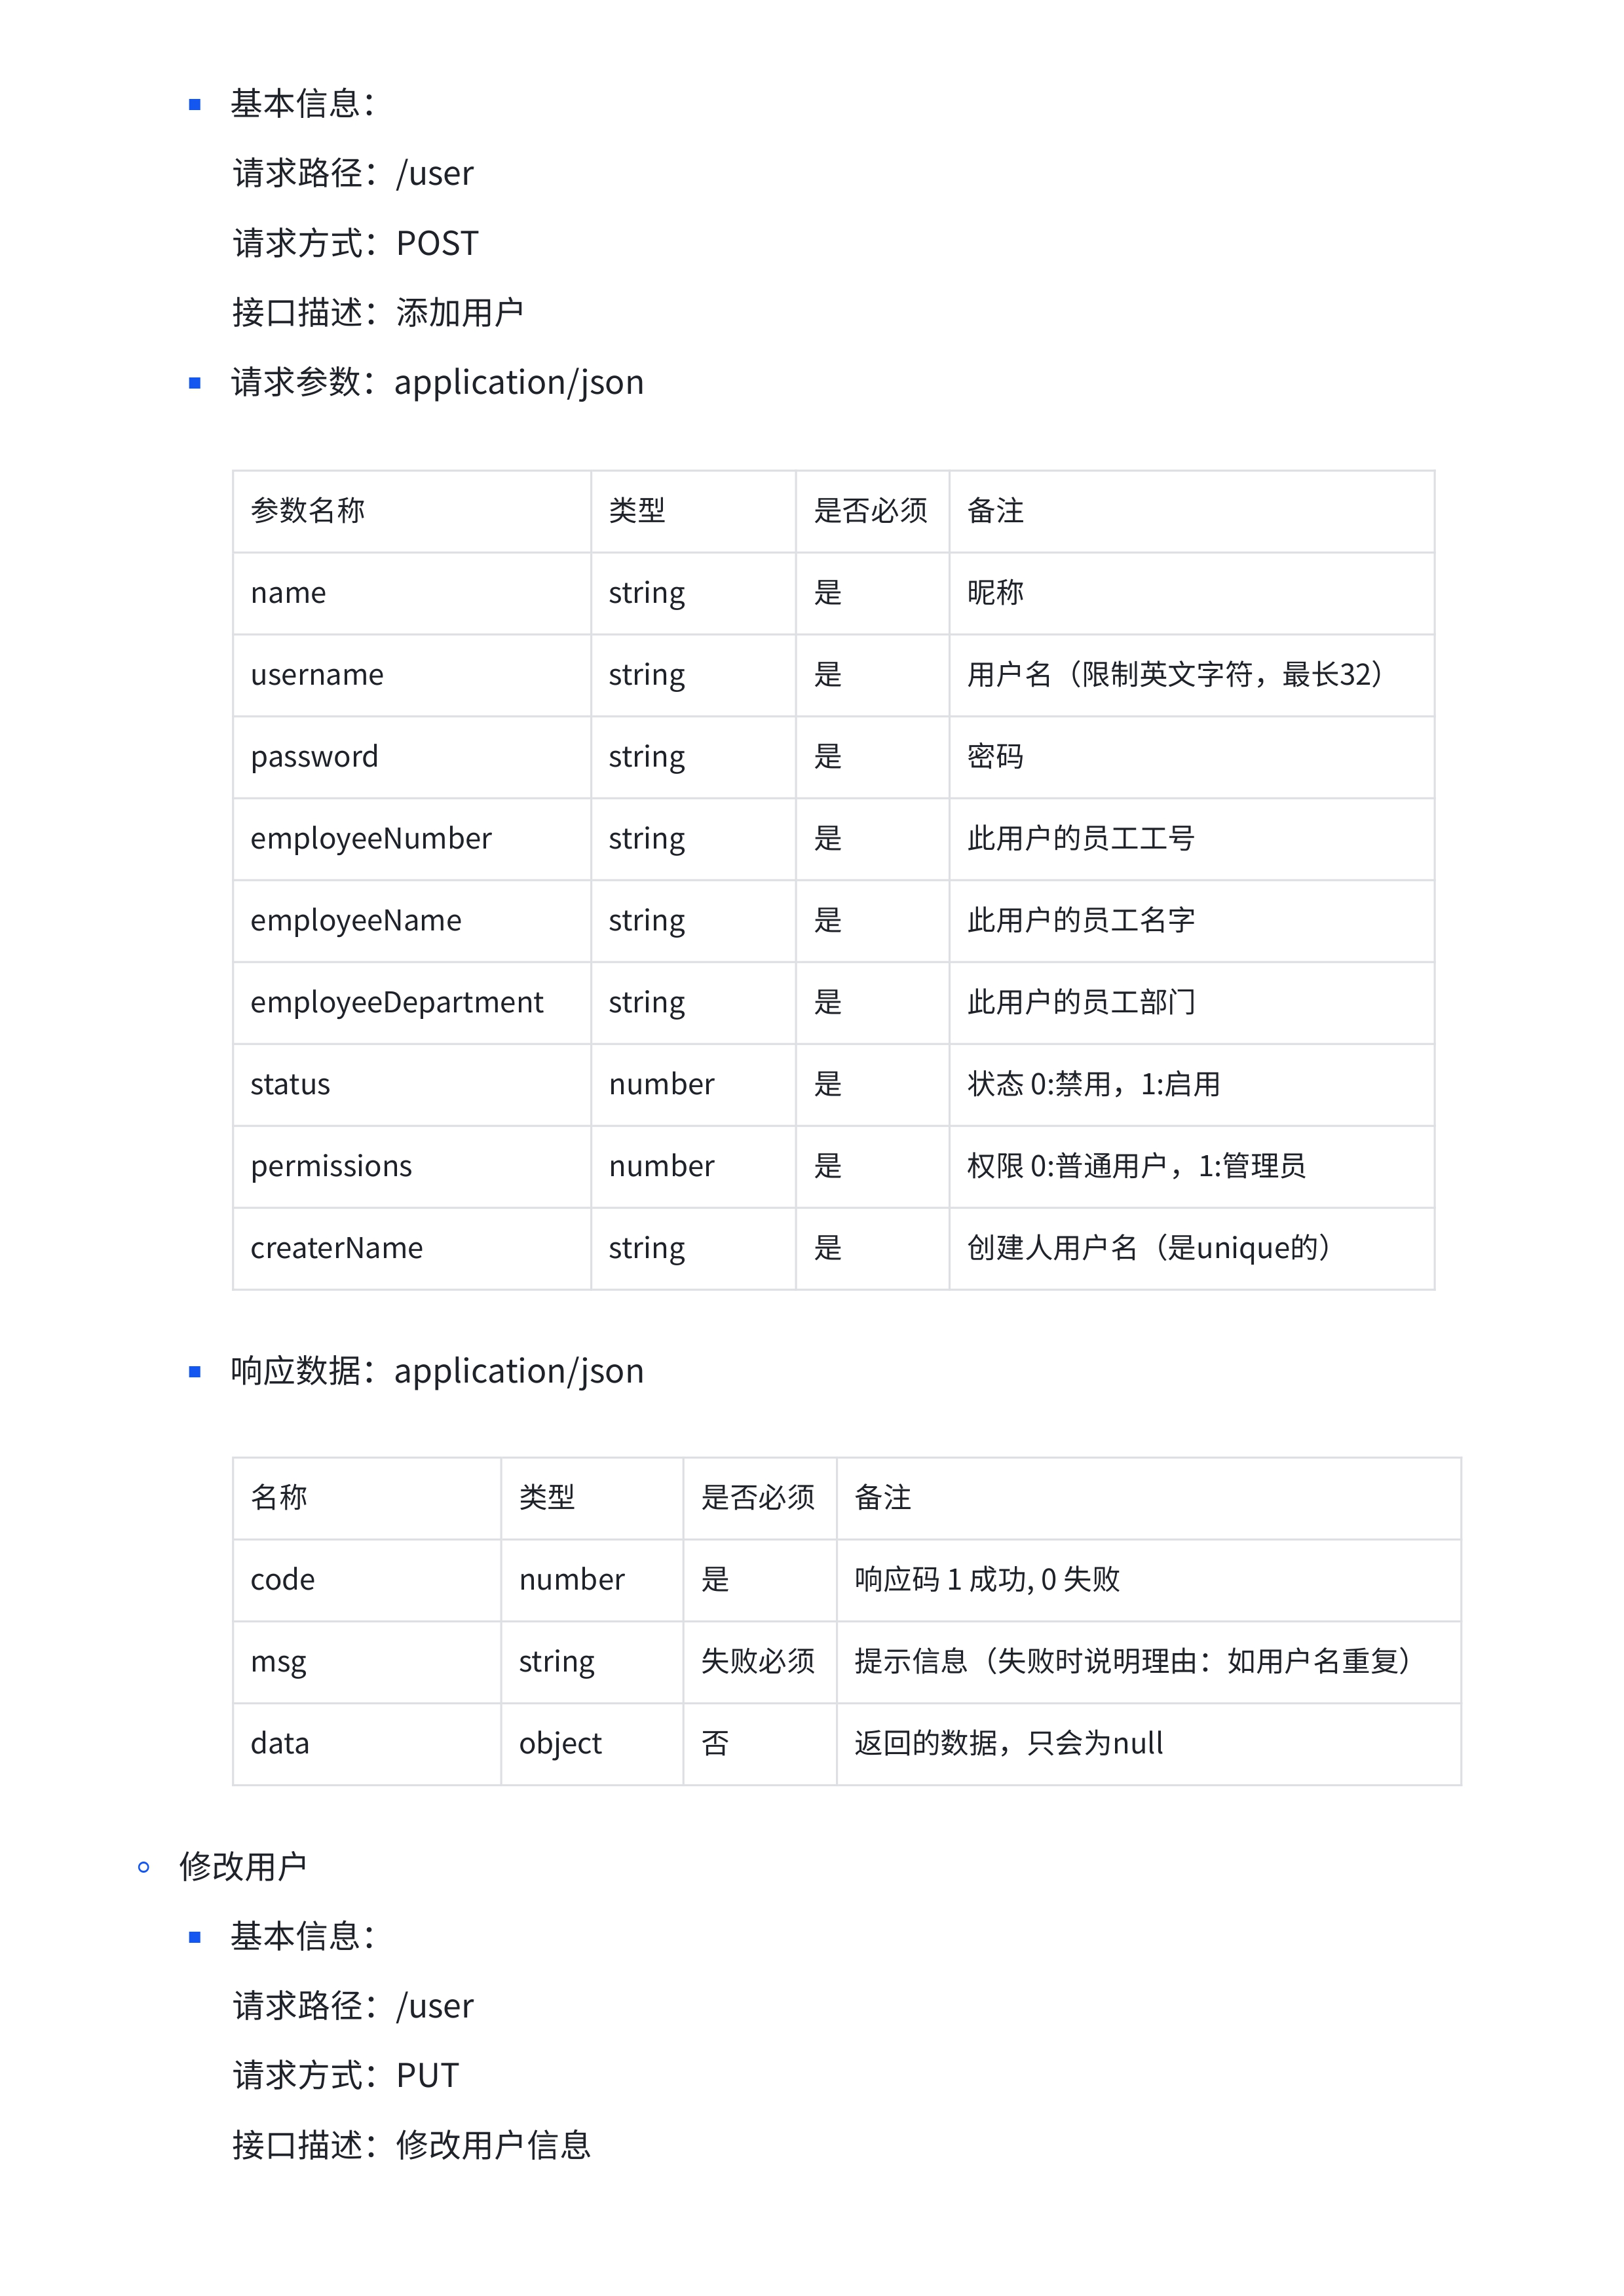 基本信息：
请求路径：/user
请求方式：POST
接口描述：添加用户
请求参数：application/json
参数名称 类型 是否必须 备注
name string 是 昵称
username string 是 用户名（限制英文字符，最长32）
password string 是 密码
employeeNumber string 是 此用户的员工工号
employeeName string 是 此用户的员工名字
employeeDepartment string 是 此用户的员工部门
status number 是 状态 0:禁用，1:启用
permissions number 是 权限 0:普通用户，1:管理员
createrName string 是 创建人用户名（是unique的）
响应数据：application/json
名称 类型 是否必须 备注
code number 是 响应码 1 成功, 0 失败
msg string 失败必须 提示信息（失败时说明理由：如用户名重复）
data object 否 返回的数据，只会为null
修改用户
基本信息：
请求路径：/user
请求方式：PUT
接口描述：修改用户信息